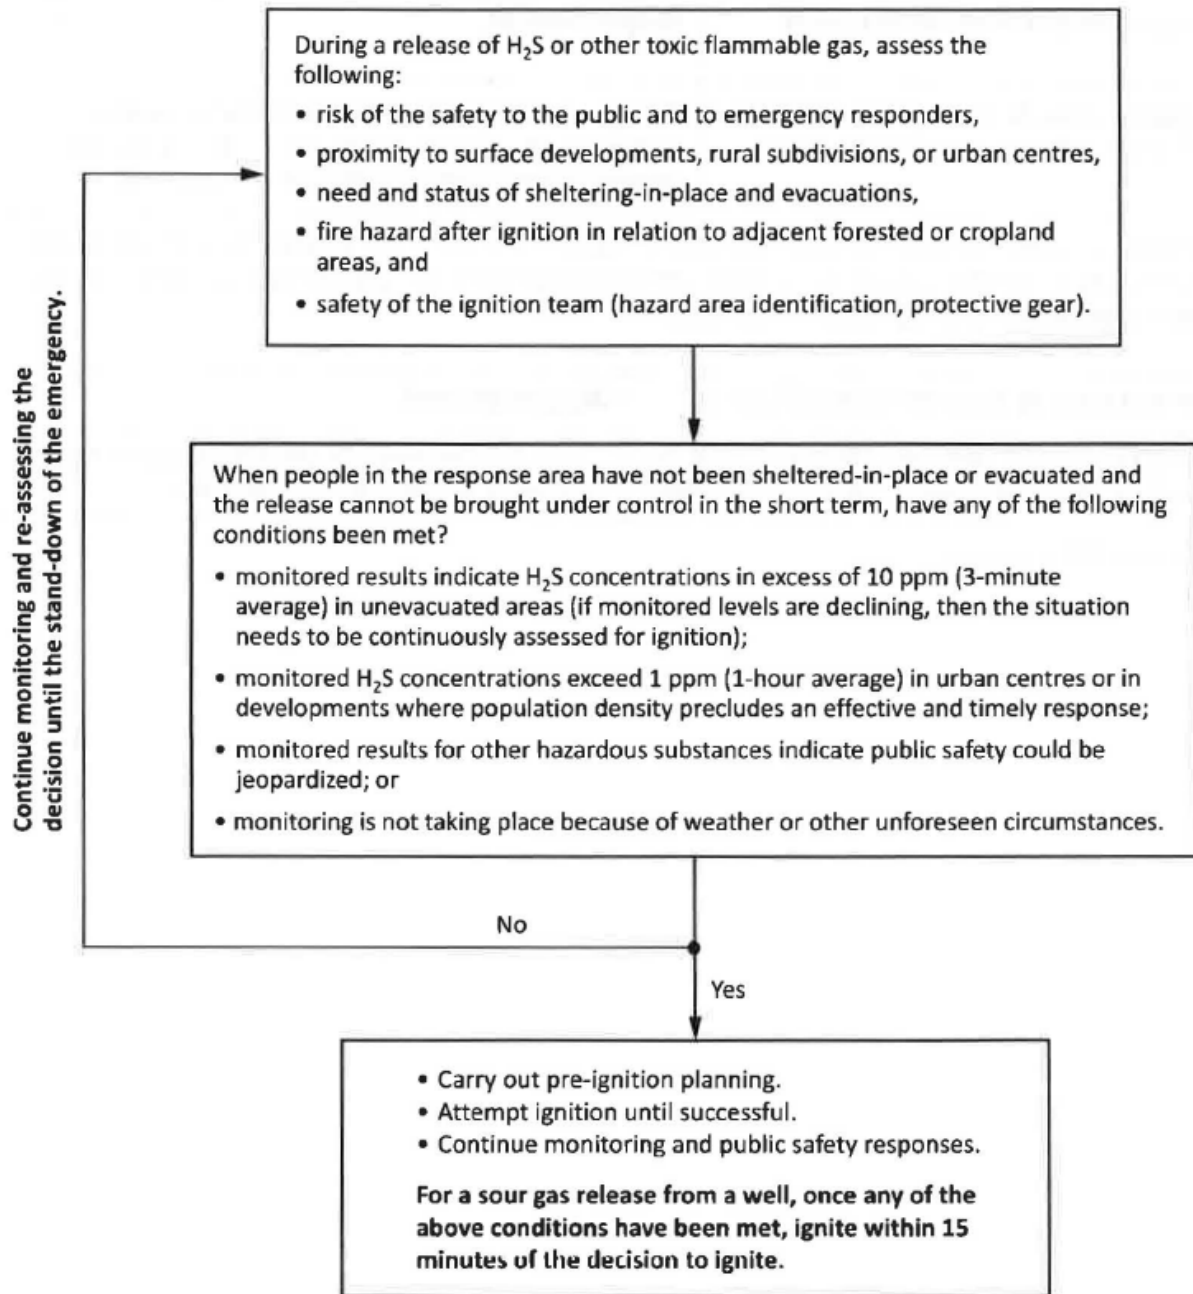 During a release of H₂S or other toxic flammable gas, assess the
following:
• risk of the safety to the public and to emergency responders,
• proximity to surface developments, rural subdivisions, or urban centres,
• need and status of sheltering-in-place and evacuations,
• fire hazard after ignition in relation to adjacent forested or cropland
areas, and
• safety of the ignition team (hazard area identification, protective gear).
Continue monitoring and re-assessing the
decision until the stand-down of the emergency.
When people in the response area have not been sheltered-in-place or evacuated and
the release cannot be brought under control in the short term, have any of the following
conditions been met?
• monitored results indicate H₂S concentrations in excess of 10 ppm (3-minute
average) in unevacuated areas (if monitored levels are declining, then the situation
needs to be continuously assessed for ignition);
• monitored H₂S concentrations exceed 1 ppm (1-hour average) in urban centres or in
developments where population density precludes an effective and timely response;
• monitored results for other hazardous substances indicate public safety could be
jeopardized; or
• monitoring is not taking place because of weather or other unforeseen circumstances.
No
Yes
• Carry out pre-ignition planning.
• Attempt ignition until successful.
• Continue monitoring and public safety responses.
For a sour gas release from a well, once any of the
above conditions have been met, ignite within 15
minutes of the decision to ignite.